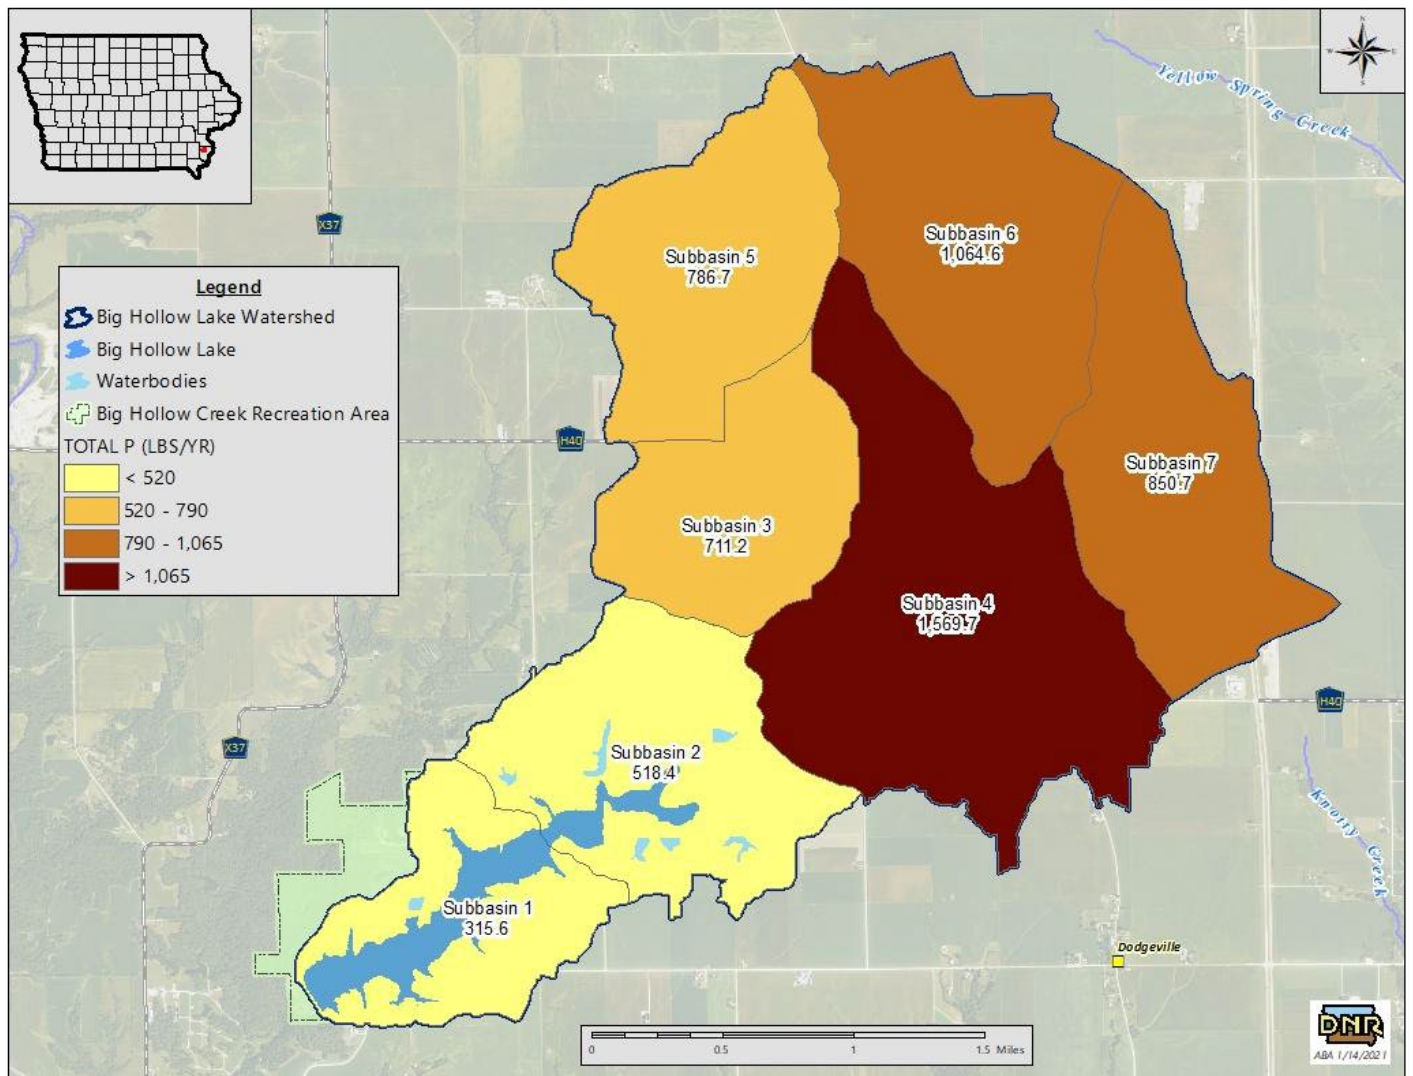 N
W
E
S
Yellow Spring Creek
X37
Subbasin 6
1,064.6
Subbasin 5
786.7
Legend
Big Hollow Lake Watershed
Big Hollow Lake
Waterbodies
Big Hollow Creek Recreation Area
TOTAL P (LBS/YR)
< 520
520 - 790
790 - 1,065
> 1,065
H40
Subbasin 7
850.7
Subbasin 3
711.2
Subbasin 4
1,569.7
H40
X37
Subbasin 2
518.4
Knotty Creek
Subbasin 1
315.6
Dodgeville
0 0.5 1 1.5 Miles
DNR
ABA 1/14/2021